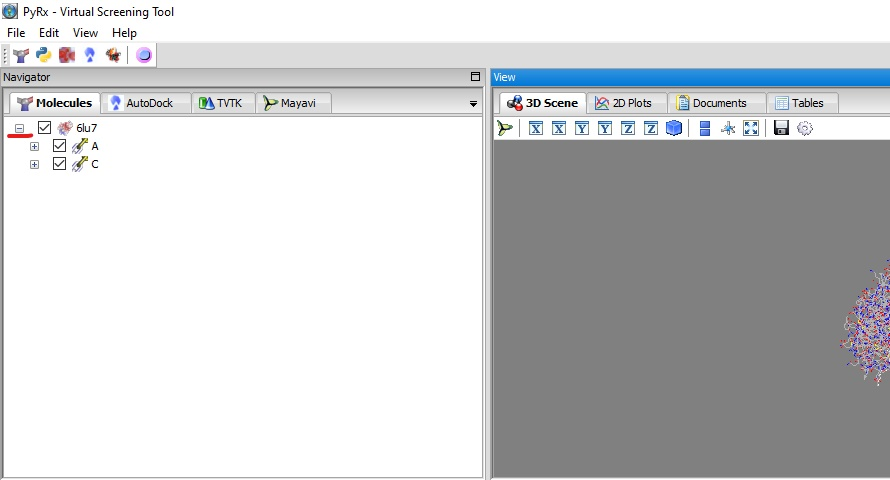 PyRx - Virtual Screening Tool
File Edit View Help
Navigator
View
Molecules AutoDock TVTK Mayavi
3D Scene 2D Plots Documents Tables
X X Y Y Z Z
6lu7
A
C